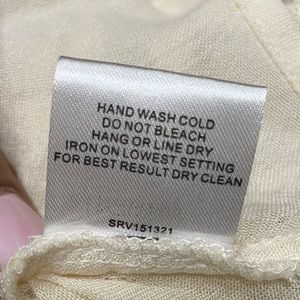 HAND WASH COLD
DO NOT BLEACH
HANG OR LINE DRY
IRON ON LOWEST SETTING
FOR BEST RESULT DRY CLEAN
SRV151321